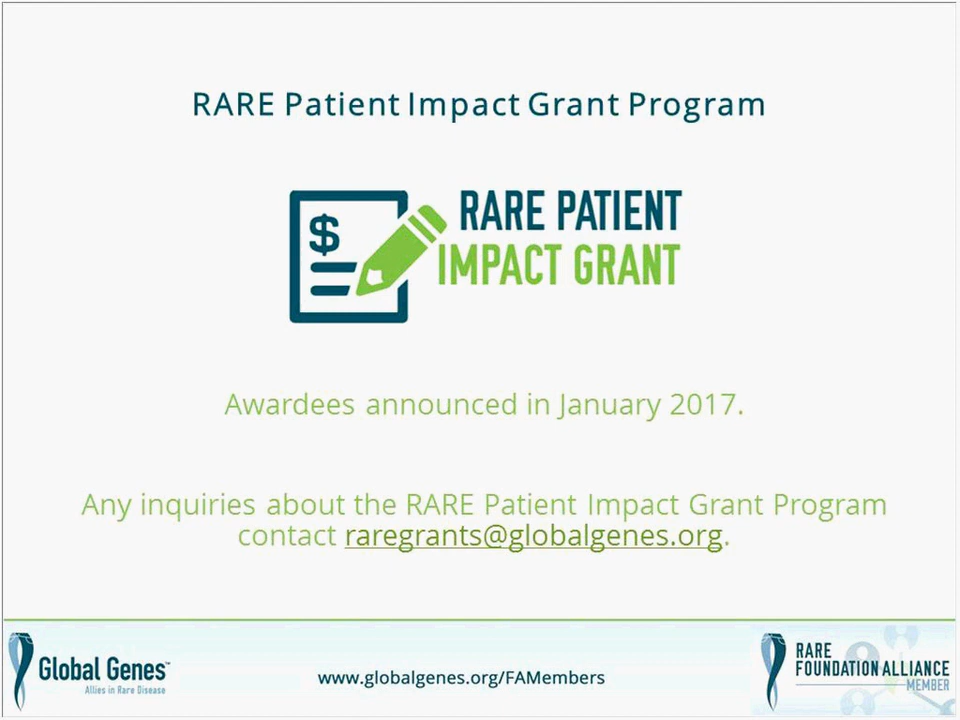 RARE Patient Impact Grant Program
$
RARE PATIENT
IMPACT GRANT
Awardees announced in January 2017.
Any inquiries about the RARE Patient Impact Grant Program
contact raregrants@globalgenes.org.
Global Genes™
Allies in Rare Disease
www.globalgenes.org/FAMembers
RARE
FOUNDATION ALLIANCE
MEMBER